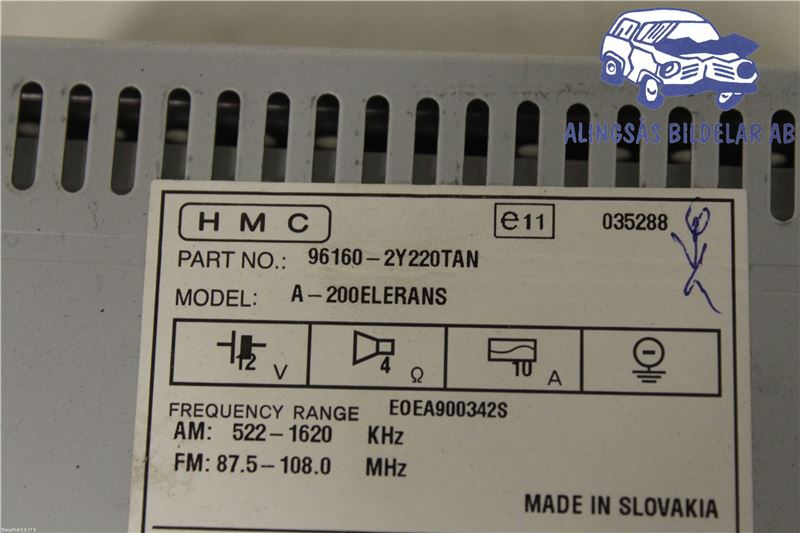 ALINGSÅS BILDELAR AB
HMC
e11
035288
PART NO.: 96160-2Y220TAN
MODEL: A-200ELERANS
12 V
4 Ω
10 A
FREQUENCY RANGE E0EA900342S
AM: 522-1620 KHz
FM: 87.5-108.0 MHz
MADE IN SLOVAKIA